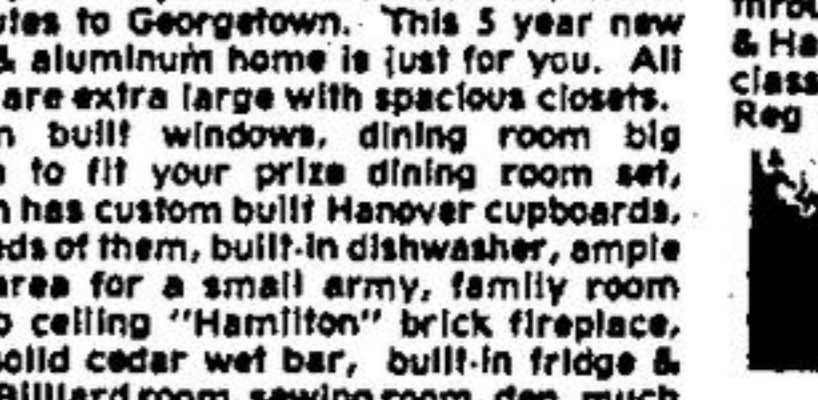 utes to Georgetown. This 5 year new
& aluminum home is just for you. All
are extra large with spacious closets.
n built windows, dining room big
to fit your prize dining room set,
n has custom built Hanover cupboards,
eds of them, built-in dishwasher, ample
area for a small army, family room
o ceiling "Hamilton" brick fireplace,
solid cedar wet bar, built-in fridge &
Billiard room, sewing room, den, much
throu
& Ha
class
Reg